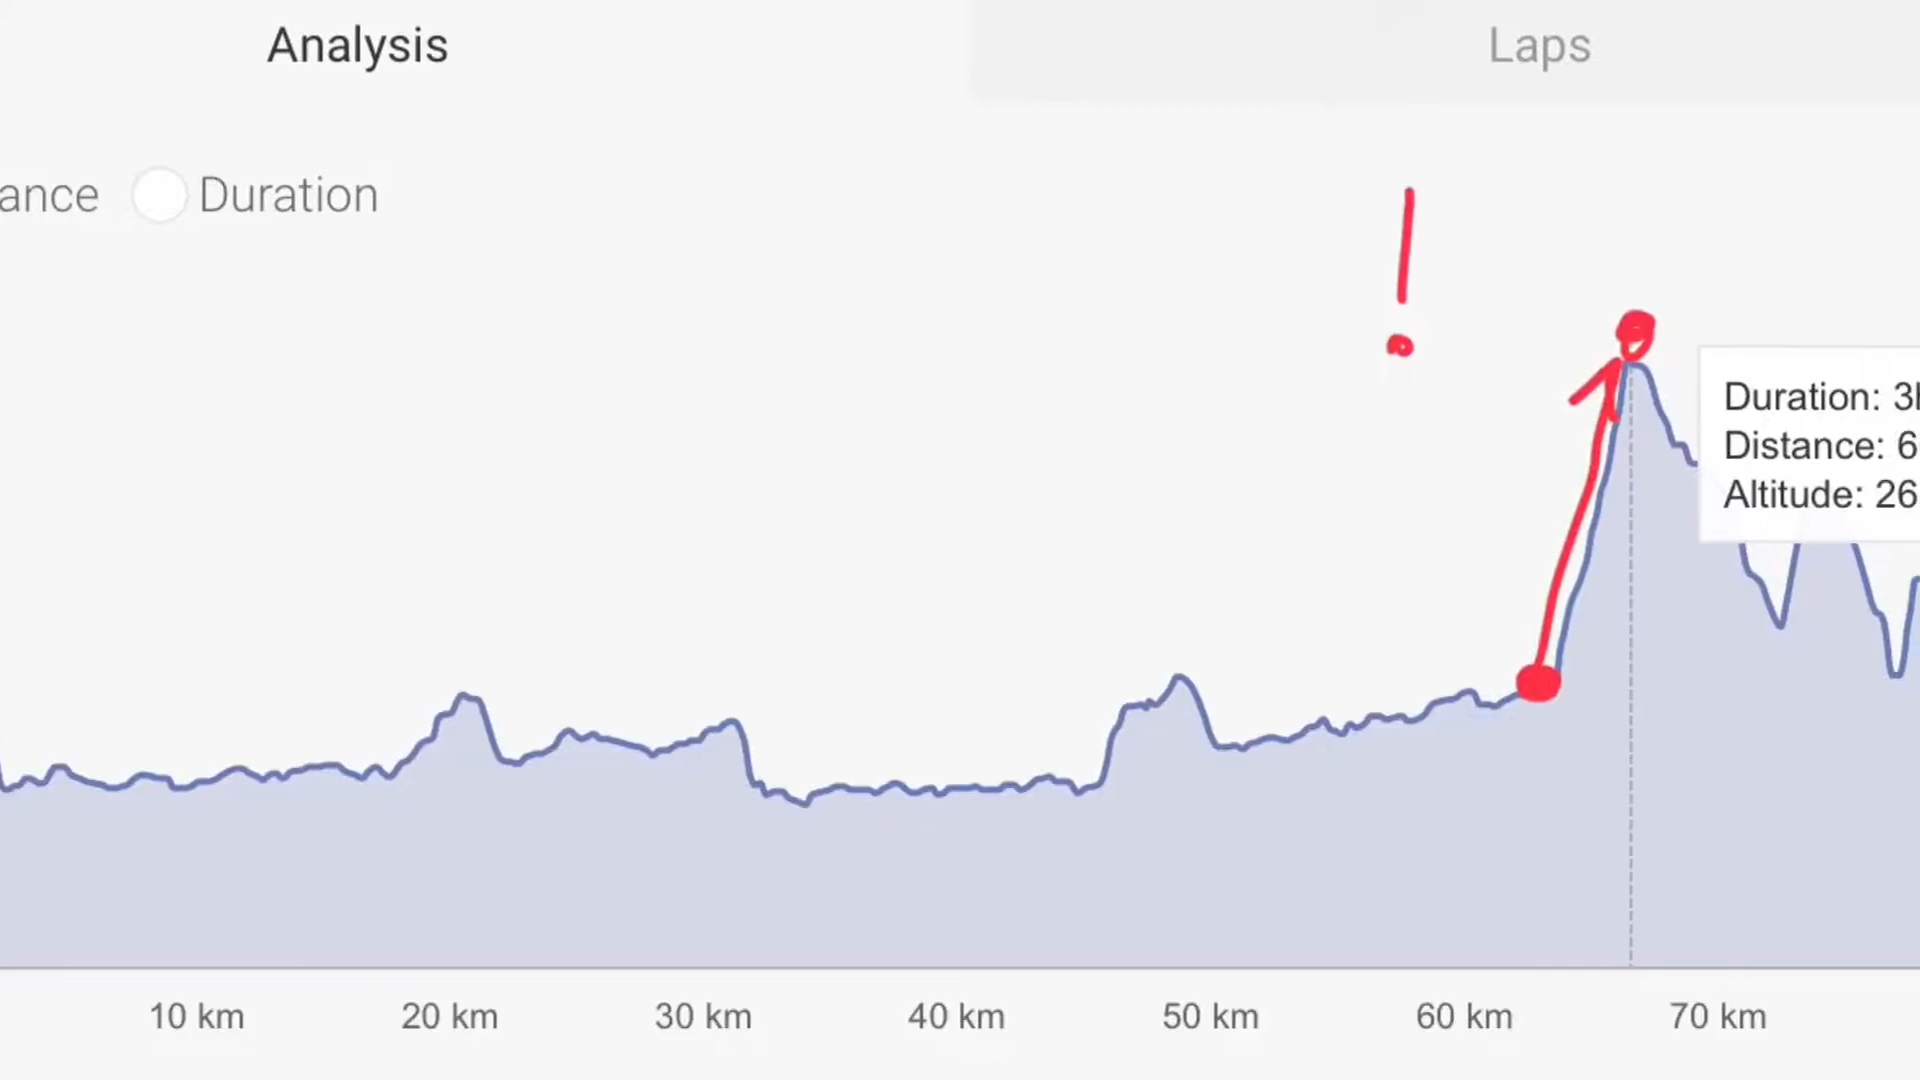 Analysis
Laps
ance
Duration
!
Duration: 3h
Distance: 6
Altitude: 26
10 km
20 km
30 km
40 km
50 km
60 km
70 km